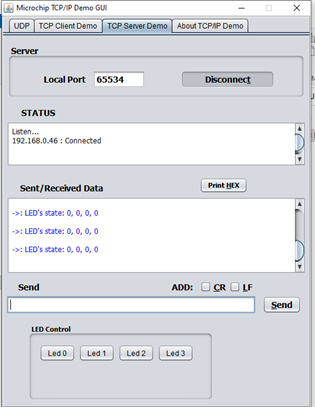 Microchip TCP/IP Demo GUI
UDP TCP Client Demo TCP Server Demo About TCP/IP Demo
Server
Local Port 65534 Disconnect
STATUS
Listen...
192.168.0.46 : Connected
Sent/Received Data Print HEX
->: LED's state: 0, 0, 0, 0
->: LED's state: 0, 0, 0, 0
->: LED's state: 0, 0, 0, 0
Send ADD: CR LF
Send
LED Control
Led 0 Led 1 Led 2 Led 3